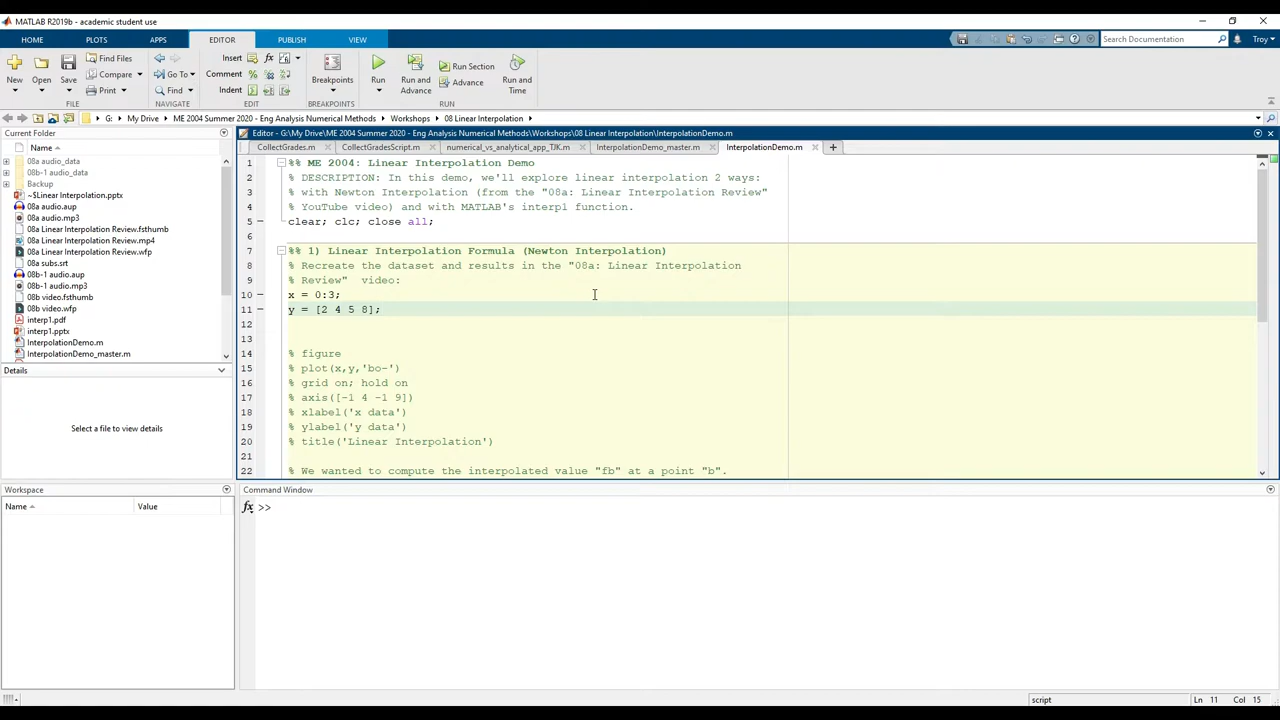 MATLAB R2019b - academic student use
HOME PLOTS APPS EDITOR PUBLISH VIEW
Search Documentation
Troy
New Open Save
Find Files
Compare
Print
Go To
Find
Insert fx
Comment
Indent
Breakpoints
Run
Run and Advance
Run Section
Advance
Run and Time
FILE NAVIGATE EDIT BREAKPOINTS RUN
G: My Drive ME 2004 Summer 2020 - Eng Analysis Numerical Methods Workshops 08 Linear Interpolation
Current Folder
Name
08a audio_data
08b-1 audio_data
Backup
~$Linear Interpolation.pptx
08a audio.aup
08a audio.mp3
08a Linear Interpolation Review.fsthumb
08a Linear Interpolation Review.mp4
08a Linear Interpolation Review.wfp
08a subs.srt
08b-1 audio.aup
08b-1 audio.mp3
08b video.fsthumb
08b video.wfp
interp1.pdf
interp1.pptx
InterpolationDemo.m
InterpolationDemo_master.m
Details
Select a file to view details
Workspace
Name Value
Editor - G:\My Drive\ME 2004 Summer 2020 - Eng Analysis Numerical Methods\Workshops\08 Linear Interpolation\InterpolationDemo.m
CollectGrades.m CollectGradesScript.m numerical_vs_analytical_app_TJK.m InterpolationDemo_master.m InterpolationDemo.m
1 %% ME 2004: Linear Interpolation Demo
2 % DESCRIPTION: In this demo, we'll explore linear interpolation 2 ways:
3 % with Newton Interpolation (from the "08a: Linear Interpolation Review"
4 % YouTube video) and with MATLAB's interp1 function.
5 clear; clc; close all;
6
7 %% 1) Linear Interpolation Formula (Newton Interpolation)
8 % Recreate the dataset and results in the "08a: Linear Interpolation
9 % Review" video:
10 x = 0:3;
11 y = [2 4 5 8];
12
13
14 % figure
15 % plot(x,y,'bo-')
16 % grid on; hold on
17 % axis([-1 4 -1 9])
18 % xlabel('x data')
19 % ylabel('y data')
20 % title('Linear Interpolation')
21
22 % We wanted to compute the interpolated value "fb" at a point "b".
Command Window
fx >>
script
Ln 11 Col 15